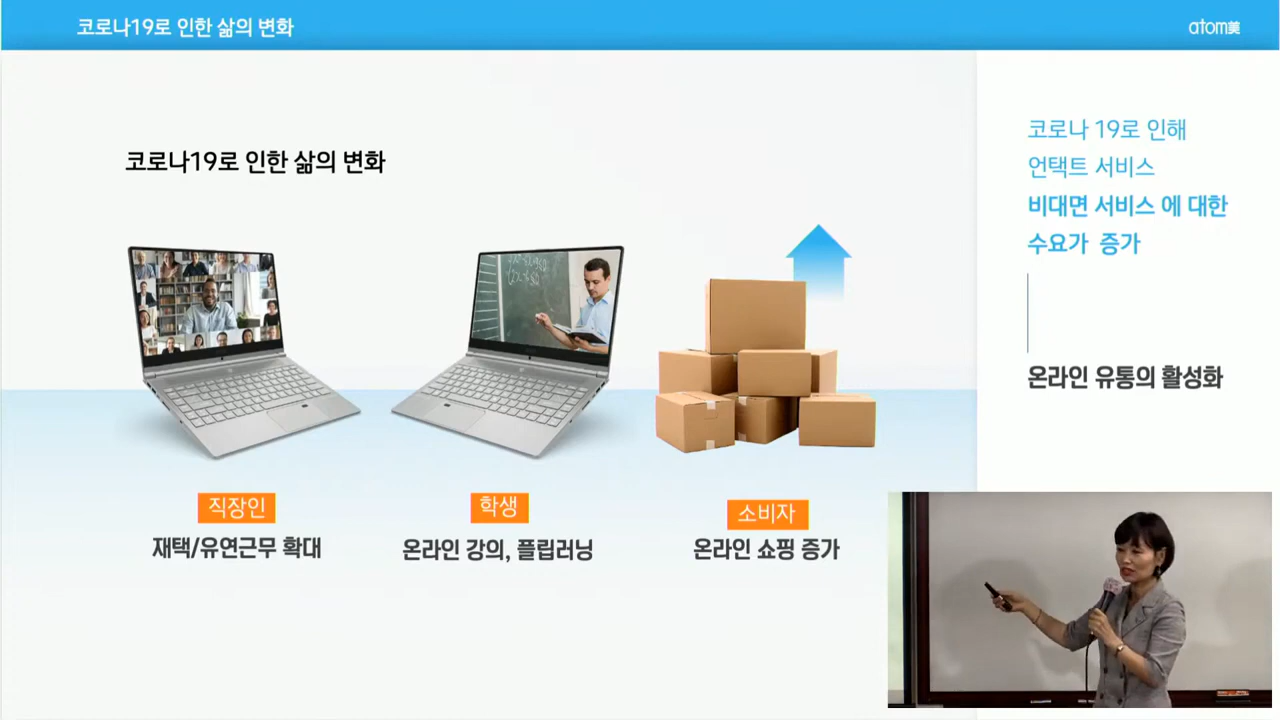 코로나19로 인한 삶의 변화
atom美
코로나19로 인한 삶의 변화
직장인
재택/유연근무 확대
학생
온라인 강의, 플립러닝
소비자
온라인 쇼핑 증가
코로나 19로 인해
언택트 서비스
비대면 서비스 에 대한
수요가 증가
온라인 유통의 활성화